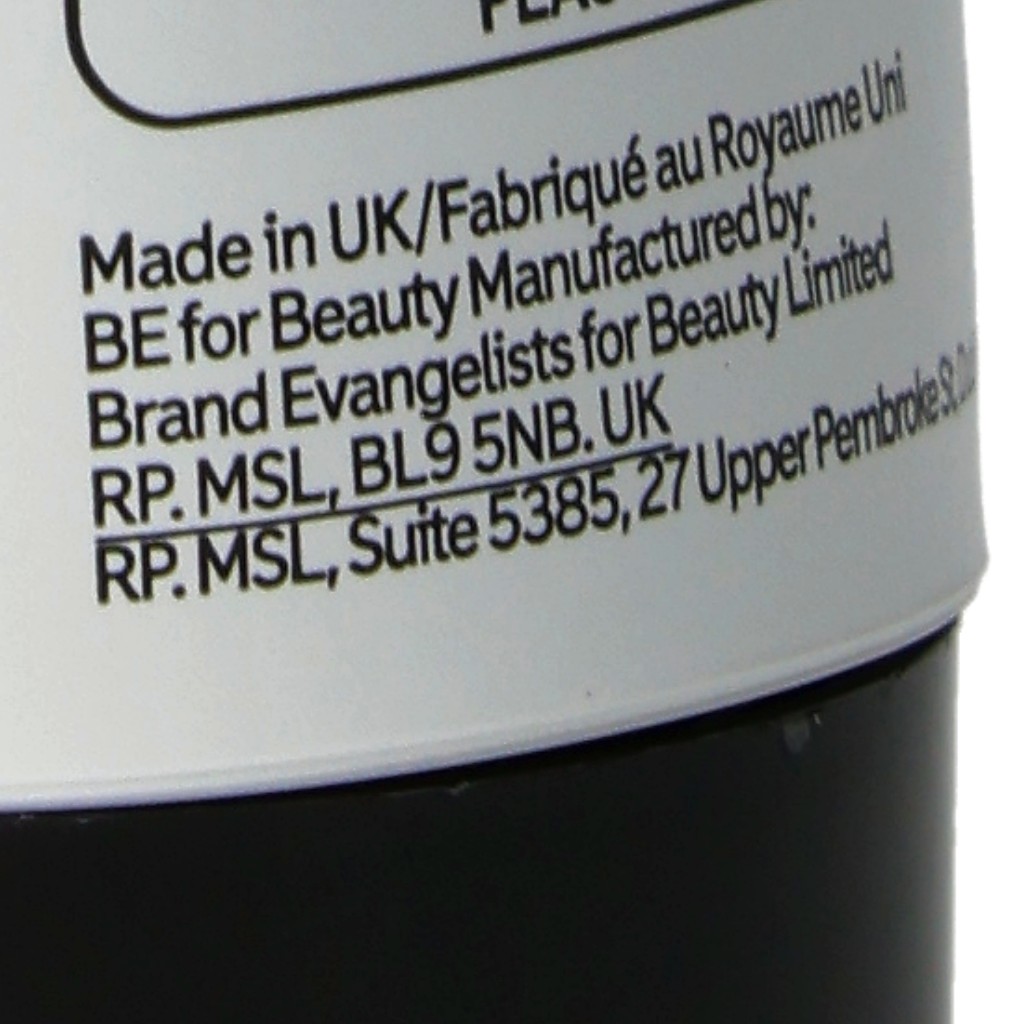 Made in UK/Fabriqué au Royaume Uni
BE for Beauty Manufactured by:
Brand Evangelists for Beauty Limited
RP. MSL, BL9 5NB. UK
RP. MSL, Suite 5385, 27 Upper Pembroke St.